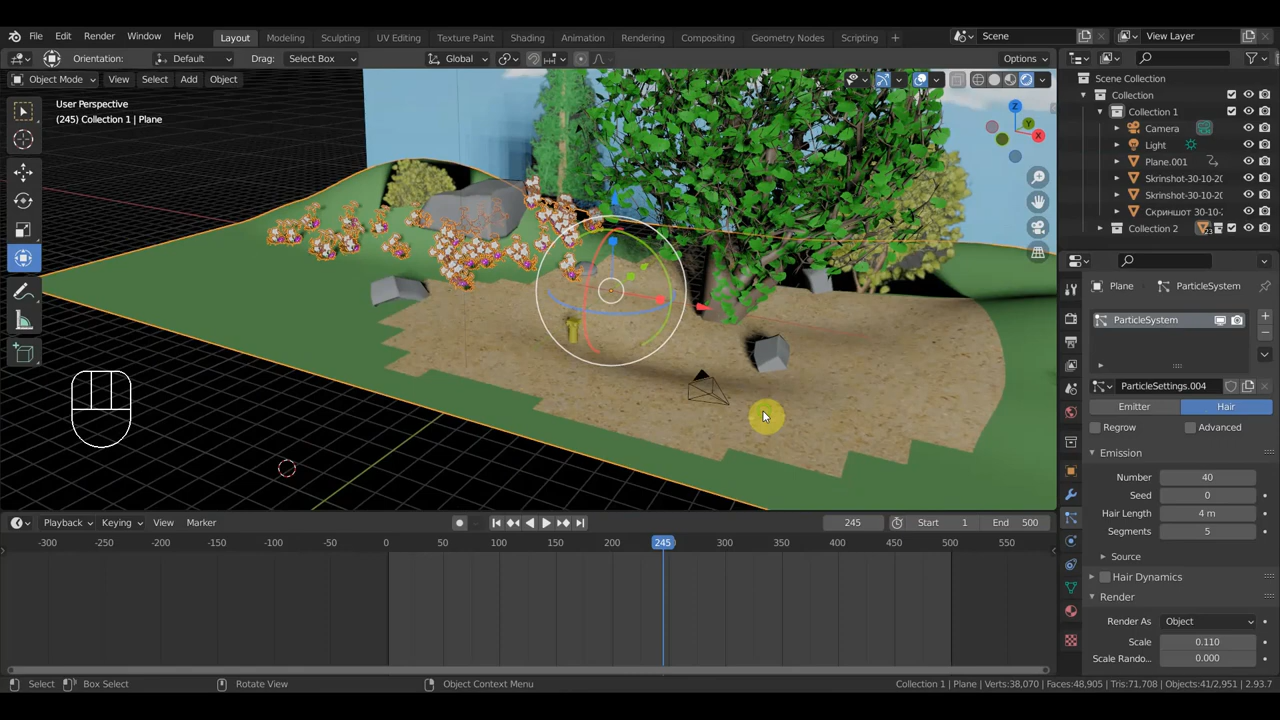 File Edit Render Window Help Layout Modeling Sculpting UV Editing Texture Paint Shading Animation Rendering Compositing Geometry Nodes Scripting + Scene View Layer
Orientation: Default Drag: Select Box Global Options
Object Mode View Select Add Object
User Perspective
(245) Collection 1 | Plane
Z
Y
X
Scene Collection
Collection
Collection 1
Camera
Light
Plane.001
Skrinshot-30-10-20
Skrinshot-30-10-20
Скриншот 30-10-
Collection 2 23
Plane ParticleSystem
ParticleSystem
ParticleSettings.004
Emitter Hair
Regrow Advanced
Emission
Number 40
Seed 0
Hair Length 4 m
Segments 5
Source
Hair Dynamics
Render
Render As Object
Scale 0.110
Scale Rando... 0.000
Playback Keying View Marker 245 Start 1 End 500
-300 -250 -200 -150 -100 -50 0 50 100 150 200 245 300 350 400 450 500 550
Select Box Select Rotate View Object Context Menu Collection 1 | Plane Verts:38,070 | Faces:48,905 | Tris:71,708 | Objects:41/2,951 | 2.93.7